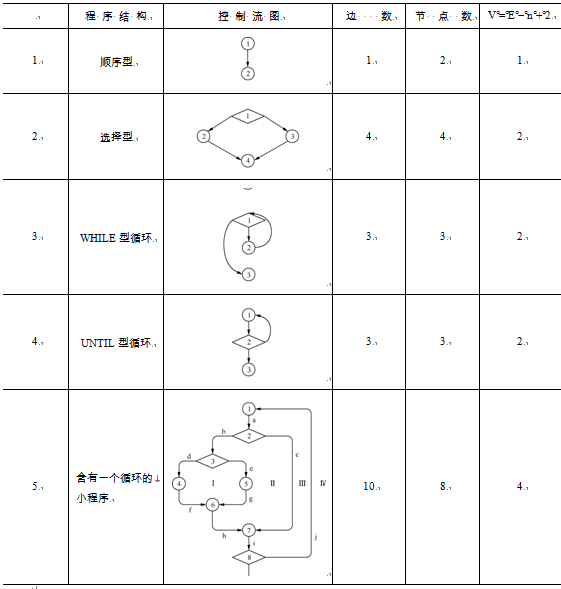 程序结构 控制流图 边 数 节 点 数 V=E-n+2
1 顺序型 1 2 1 2 1
2 选择型 1 2 3 4 4 4 2
3 WHILE 型循环 1 2 3 3 3 2
4 UNTIL 型循环 1 2 3 3 3 2
5 含有一个循环的 10 8 4
小程序
1
a
b 2
d 3 c
e
4 I 5 II III IV
f 6 g
h 7
i j
8